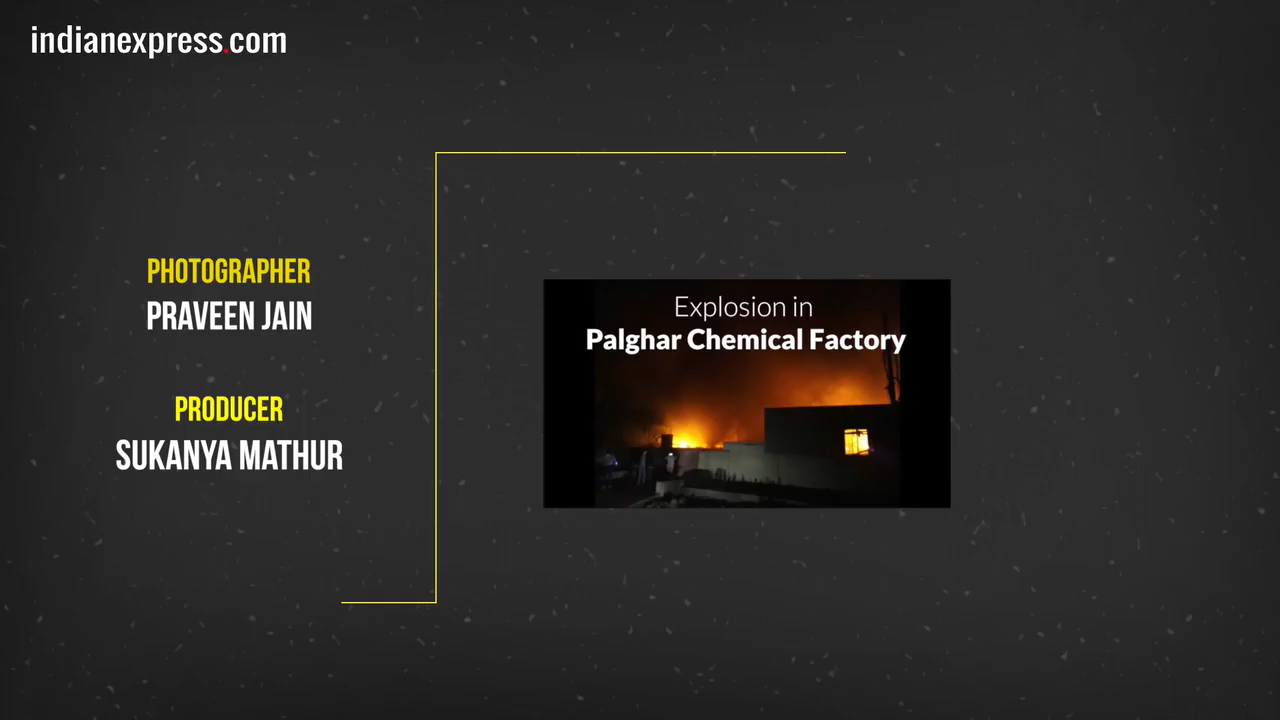 indianexpress.com
PHOTOGRAPHER
PRAVEEN JAIN
PRODUCER
SUKANYA MATHUR
Explosion in
Palghar Chemical Factory